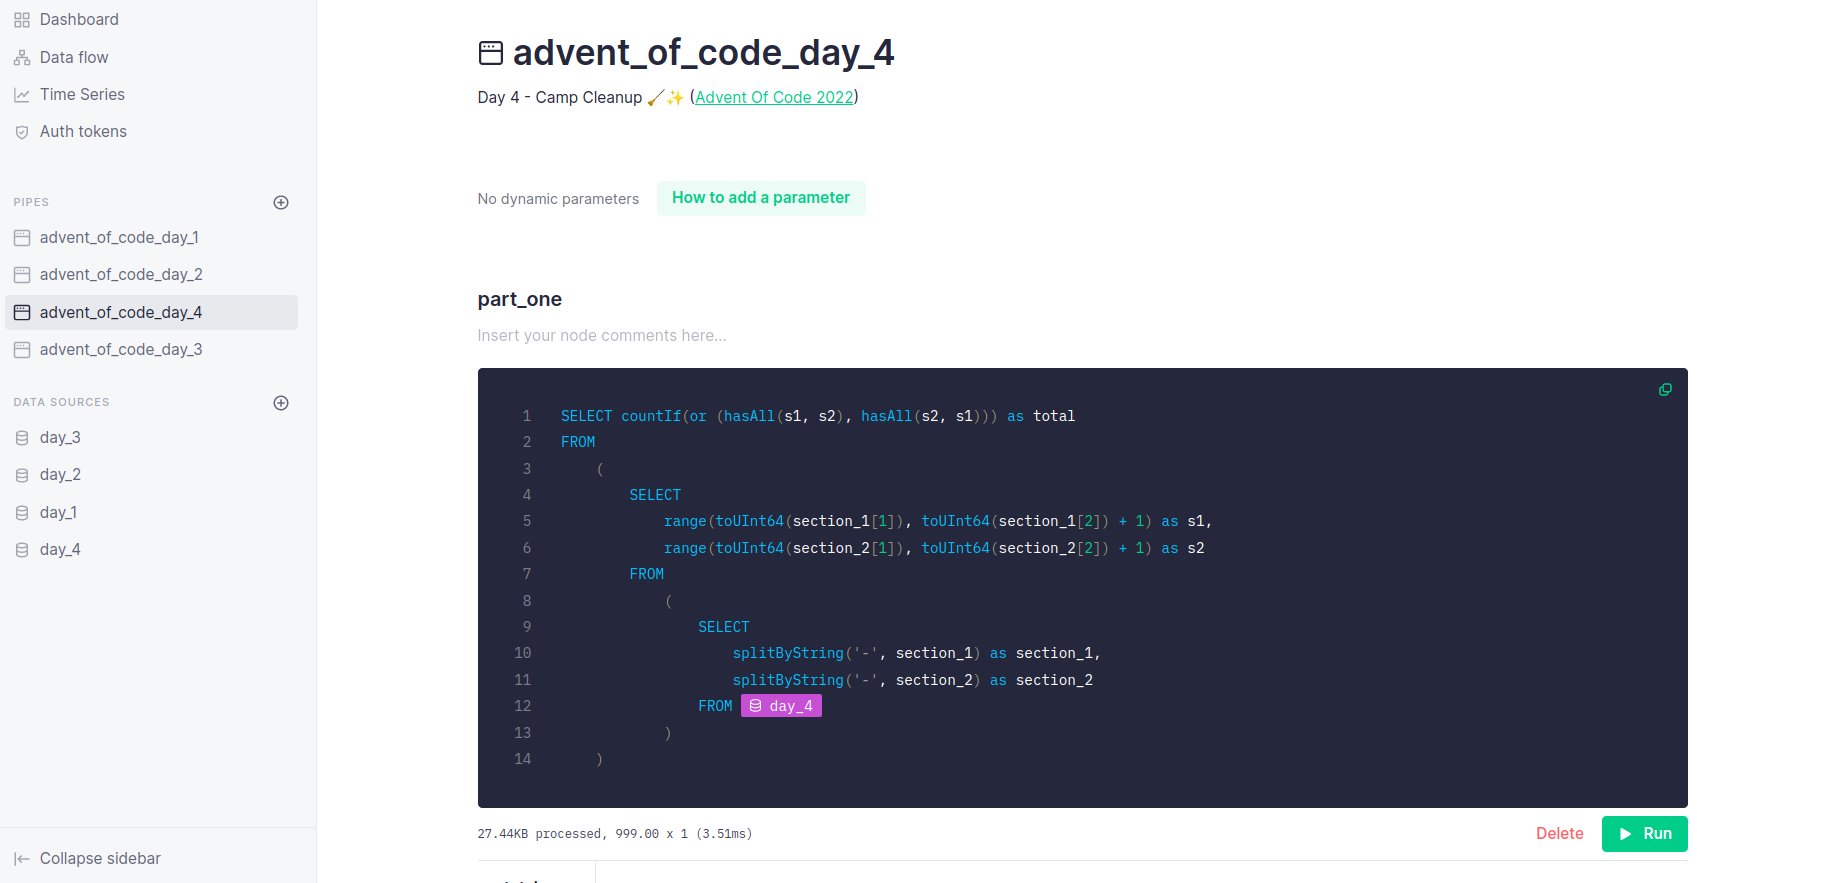 Dashboard
Data flow
Time Series
Auth tokens
PIPES
advent_of_code_day_1
advent_of_code_day_2
advent_of_code_day_4
advent_of_code_day_3
DATA SOURCES
day_3
day_2
day_1
day_4
Collapse sidebar
advent_of_code_day_4
Day 4 - Camp Cleanup 🧹✨ (Advent Of Code 2022)
No dynamic parameters How to add a parameter
part_one
Insert your node comments here...
1 SELECT countIf(or (hasAll(s1, s2), hasAll(s2, s1))) as total
2 FROM
3 (
4 SELECT
5 range(toUInt64(section_1[1]), toUInt64(section_1[2]) + 1) as s1,
6 range(toUInt64(section_2[1]), toUInt64(section_2[2]) + 1) as s2
7 FROM
8 (
9 SELECT
10 splitByString('-', section_1) as section_1,
11 splitByString('-', section_2) as section_2
12 FROM day_4
13 )
14 )
27.44KB processed, 999.00 x 1 (3.51ms)
Delete Run